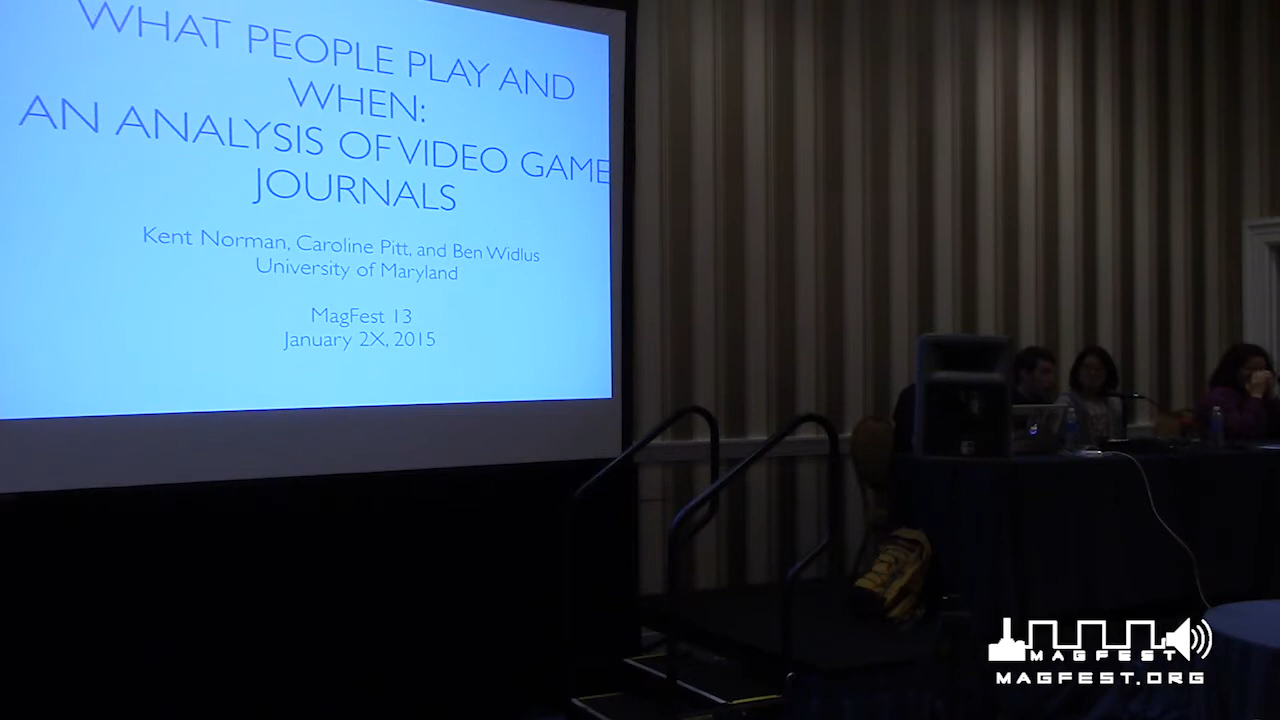 WHAT PEOPLE PLAY AND
WHEN:
AN ANALYSIS OF VIDEO GAME
JOURNALS
Kent Norman, Caroline Pitt, and Ben Widlus
University of Maryland
MagFest 13
January 2X, 2015
MAGFEST
MAGFEST.ORG